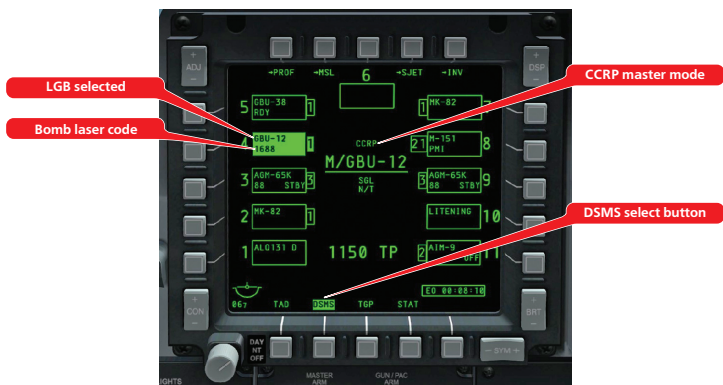 ADJ
DSP
→PROF →MSL 6 →SJET →INV
CCRP master mode
LGB selected
5 GBU-38 1
RDY
1 MK-82 7
Bomb laser code
4 GBU-12 1
1688
CCRP
21 M-151 8
PMI
M/GBU-12
SGL
N/T
3 AGM-65K 3
88 STBY
3 AGM-65K 9
88 STBY
2 MK-82 1
LITENING 10
DSMS select button
1 ALQ131 D
1150 TP
2 AIM-9 11
OFF
EO 00:08:10
067 TAD DSMS TGP STAT
CON
BRT
DAY
NT
OFF
- SYM +
MASTER
ARM
GUN / PAC
ARM
IGHTS